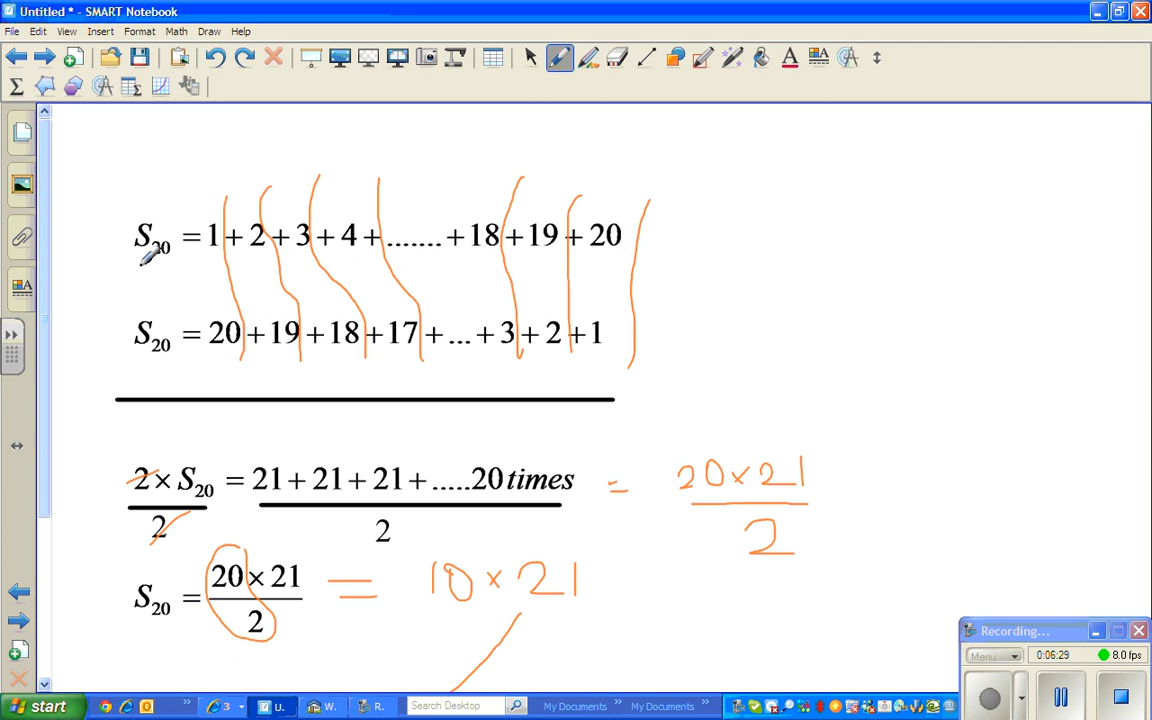 Untitled * - SMART Notebook
File Edit View Insert Format Math Draw Help
S20 = 1 + 2 + 3 + 4 + ....... + 18 + 19 + 20
S20 = 20 + 19 + 18 + 17 + ... + 3 + 2 + 1
2 × S20 = 21 + 21 + 21 + .....20 times = 20 × 21
2 2 2
S20 = 20 × 21 = 10 × 21
2
Recording...
Menu 0:06:29 8.0 fps
start 3 U. W. R. Search Desktop My Documents » My Documents »